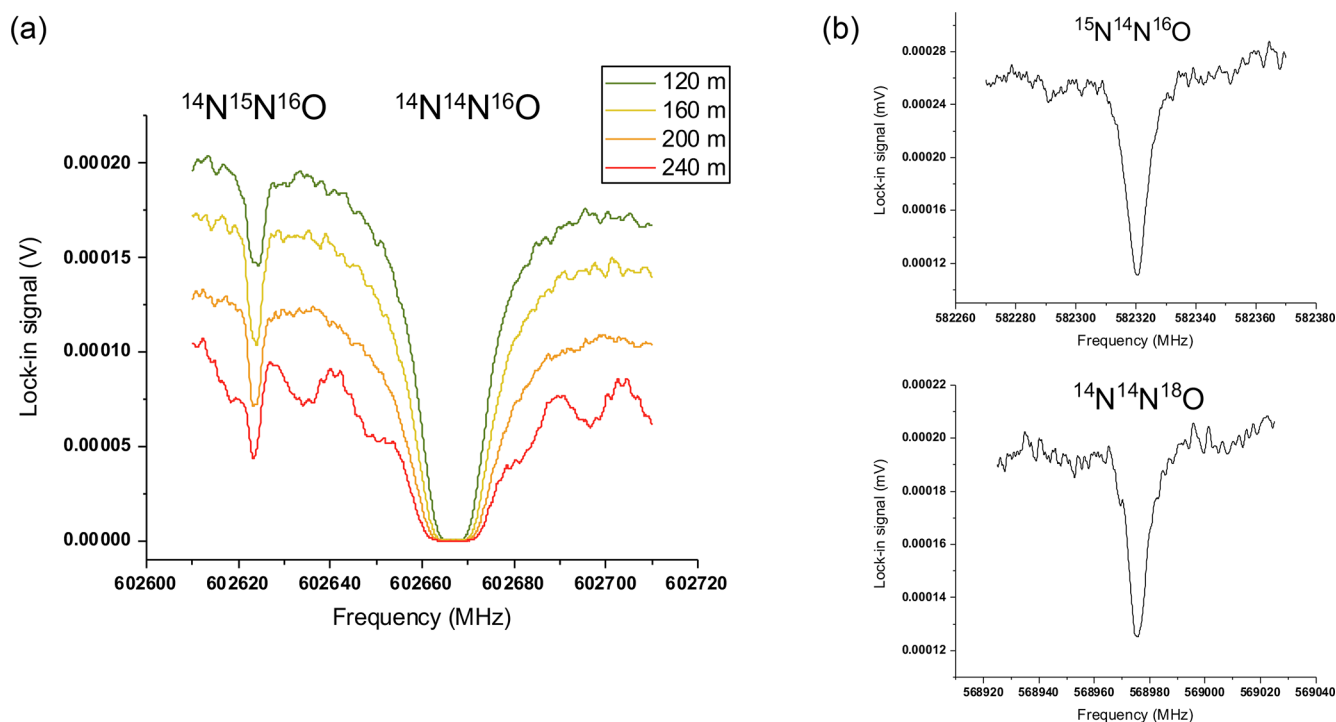 (a)
¹⁴N¹⁵N¹⁶O
¹⁴N¹⁴N¹⁶O
120 m
160 m
200 m
240 m
0.00020
0.00015
0.00010
0.00005
0.00000
Lock-in signal (V)
602600 602620 602640 602660 602680 602700 602720
Frequency (MHz)
(b)
¹⁵N¹⁴N¹⁶O
0.00028
0.00024
0.00020
0.00016
0.00012
Lock-in signal (mV)
582260 582280 582300 582320 582340 582360 582380
Frequency (MHz)
¹⁴N¹⁴N¹⁸O
0.00022
0.00020
0.00018
0.00016
0.00014
0.00012
Lock-in signal (mV)
568920 568940 568960 568980 569000 569020 569040
Frequency (MHz)